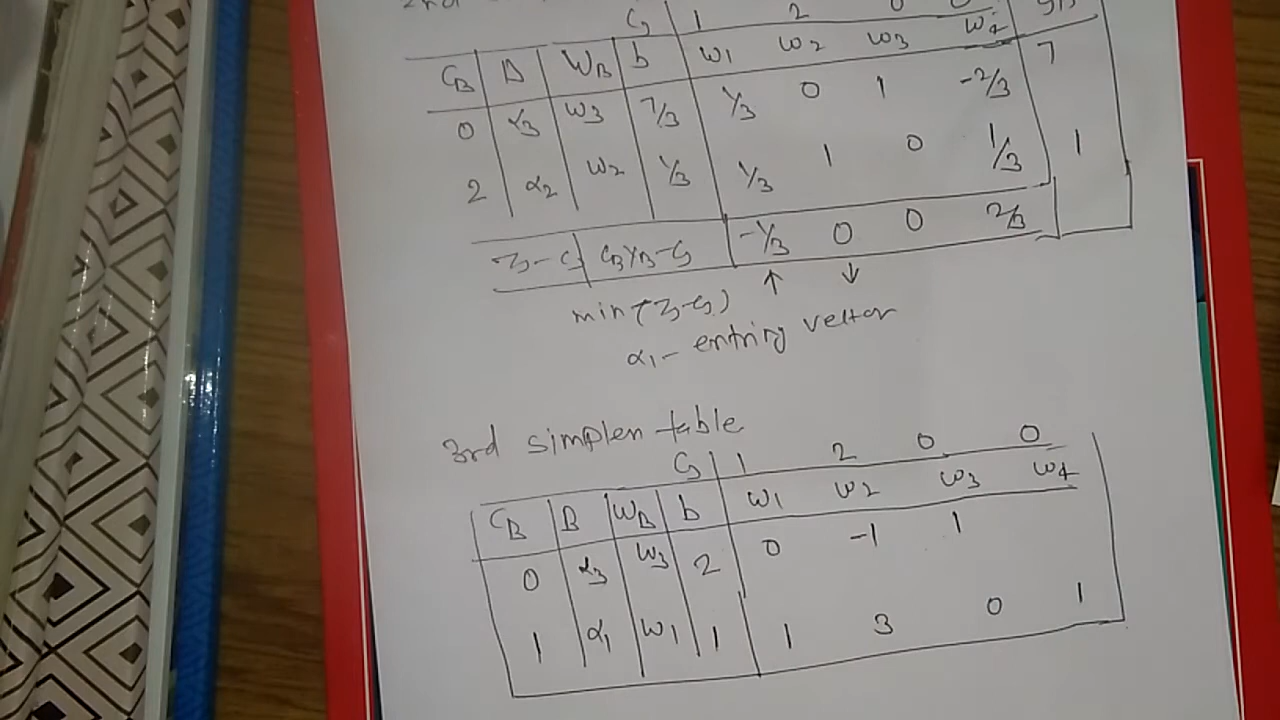 2nd
Cj 1 2 0 0
CB B WB b w1 w2 w3 w4
0 α3 w3 7/3 1/3 0 1 -2/3 7
2 α2 w2 1/3 1/3 1 0 1/3 1
zj-cj CBYB-Cj -1/3 0 0 2/3
↑ ↓
min (zj-cj)
α1- entring vector
3rd simplen table
Cj 1 2 0 0
CB B WB b w1 w2 w3 w4
0 α3 w3 2 0 -1 1
1 α1 w1 1 1 3 0 1